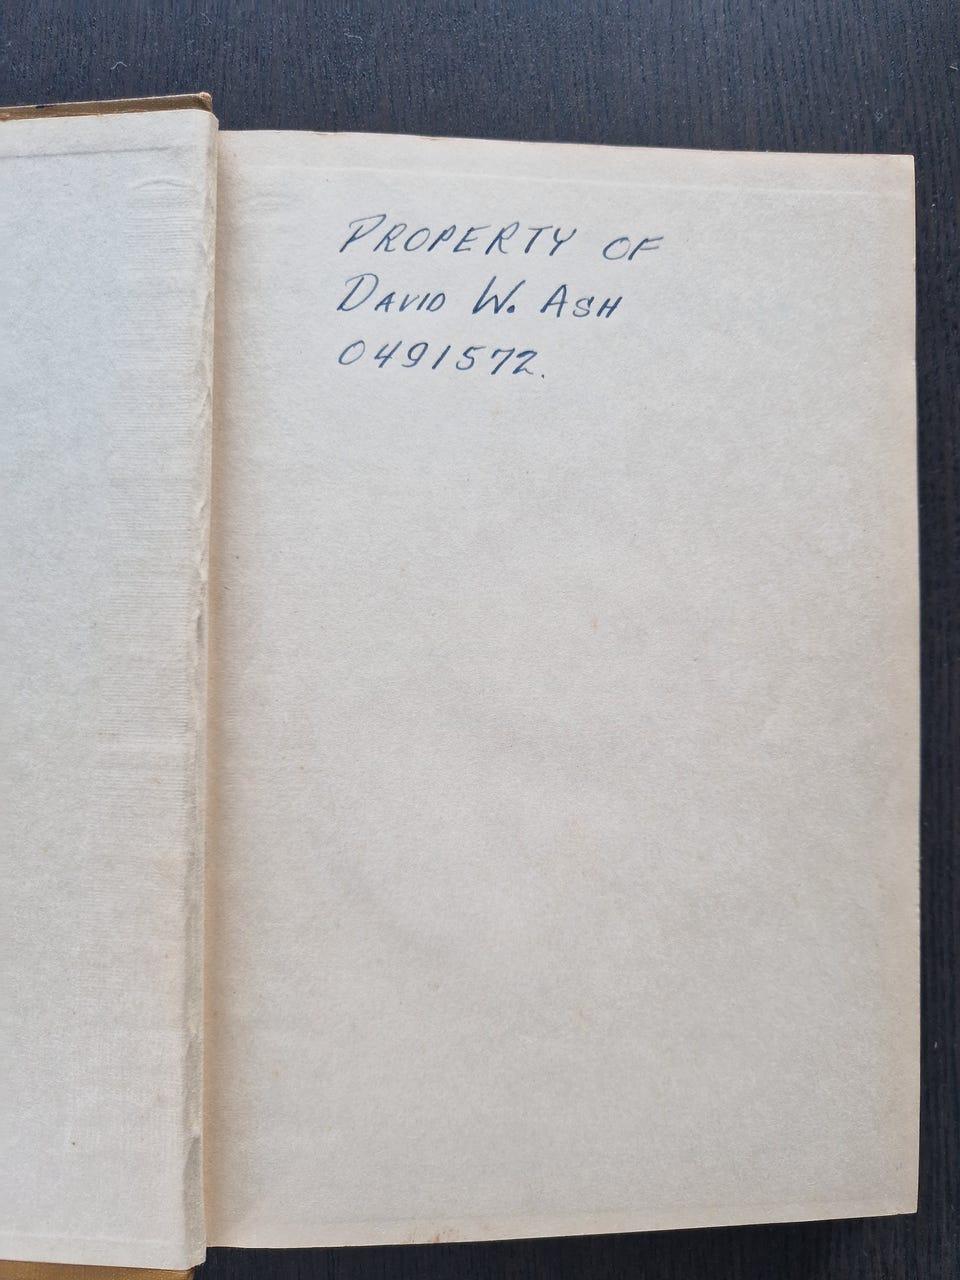 PROPERTY OF
DAVID W. ASH
0491572.